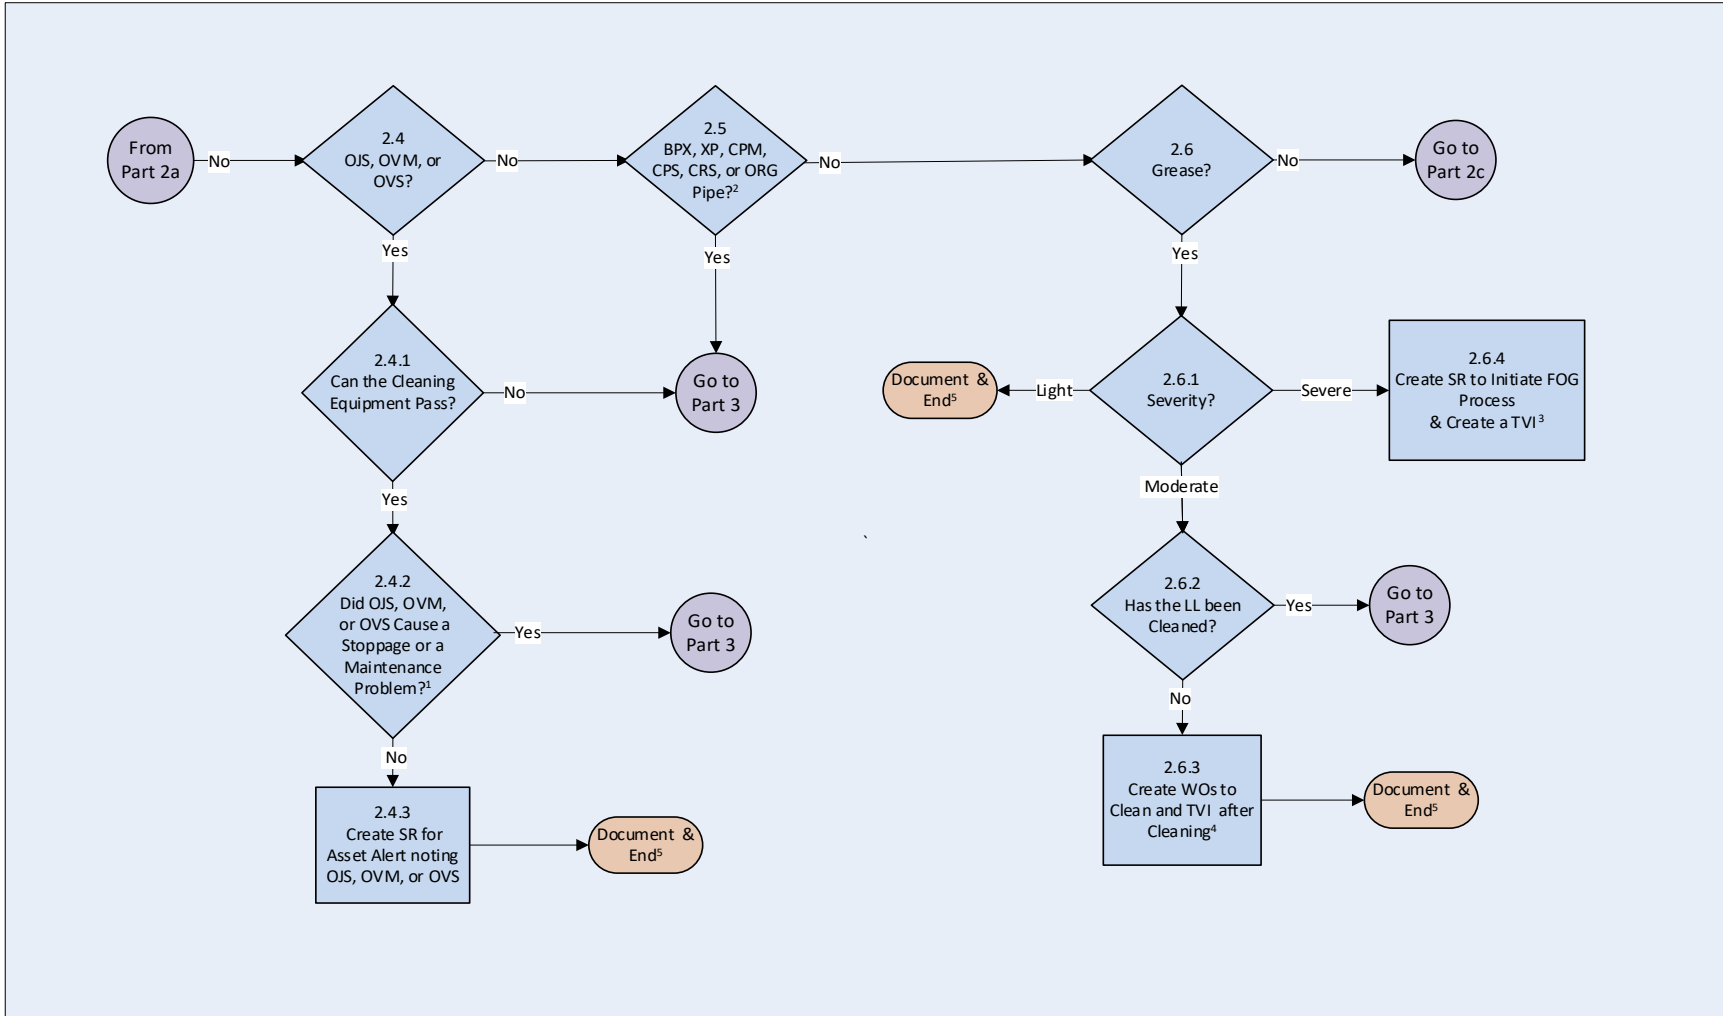 From
Part 2a
No
2.4
OJS, OVM, or
OVS?
No
2.5
BPX, XP, CPM,
CPS, CRS, or ORG
Pipe?²
No
2.6
Grease?
No
Go to
Part 2c
Yes
Yes
Yes
2.4.1
Can the Cleaning
Equipment Pass?
No
Go to
Part 3
Document &
End⁵
Light
2.6.1
Severity?
Severe
2.6.4
Create SR to Initiate FOG
Process
& Create a TVI³
Yes
Moderate
2.4.2
Did OJS, OVM,
or OVS Cause a
Stoppage or a
Maintenance
Problem?¹
Yes
Go to
Part 3
`
2.6.2
Has the LL been
Cleaned?
Yes
Go to
Part 3
No
No
2.4.3
Create SR for
Asset Alert noting
OJS, OVM, or OVS
Document &
End⁵
2.6.3
Create WOs to
Clean and TVI after
Cleaning⁴
Document &
End⁵